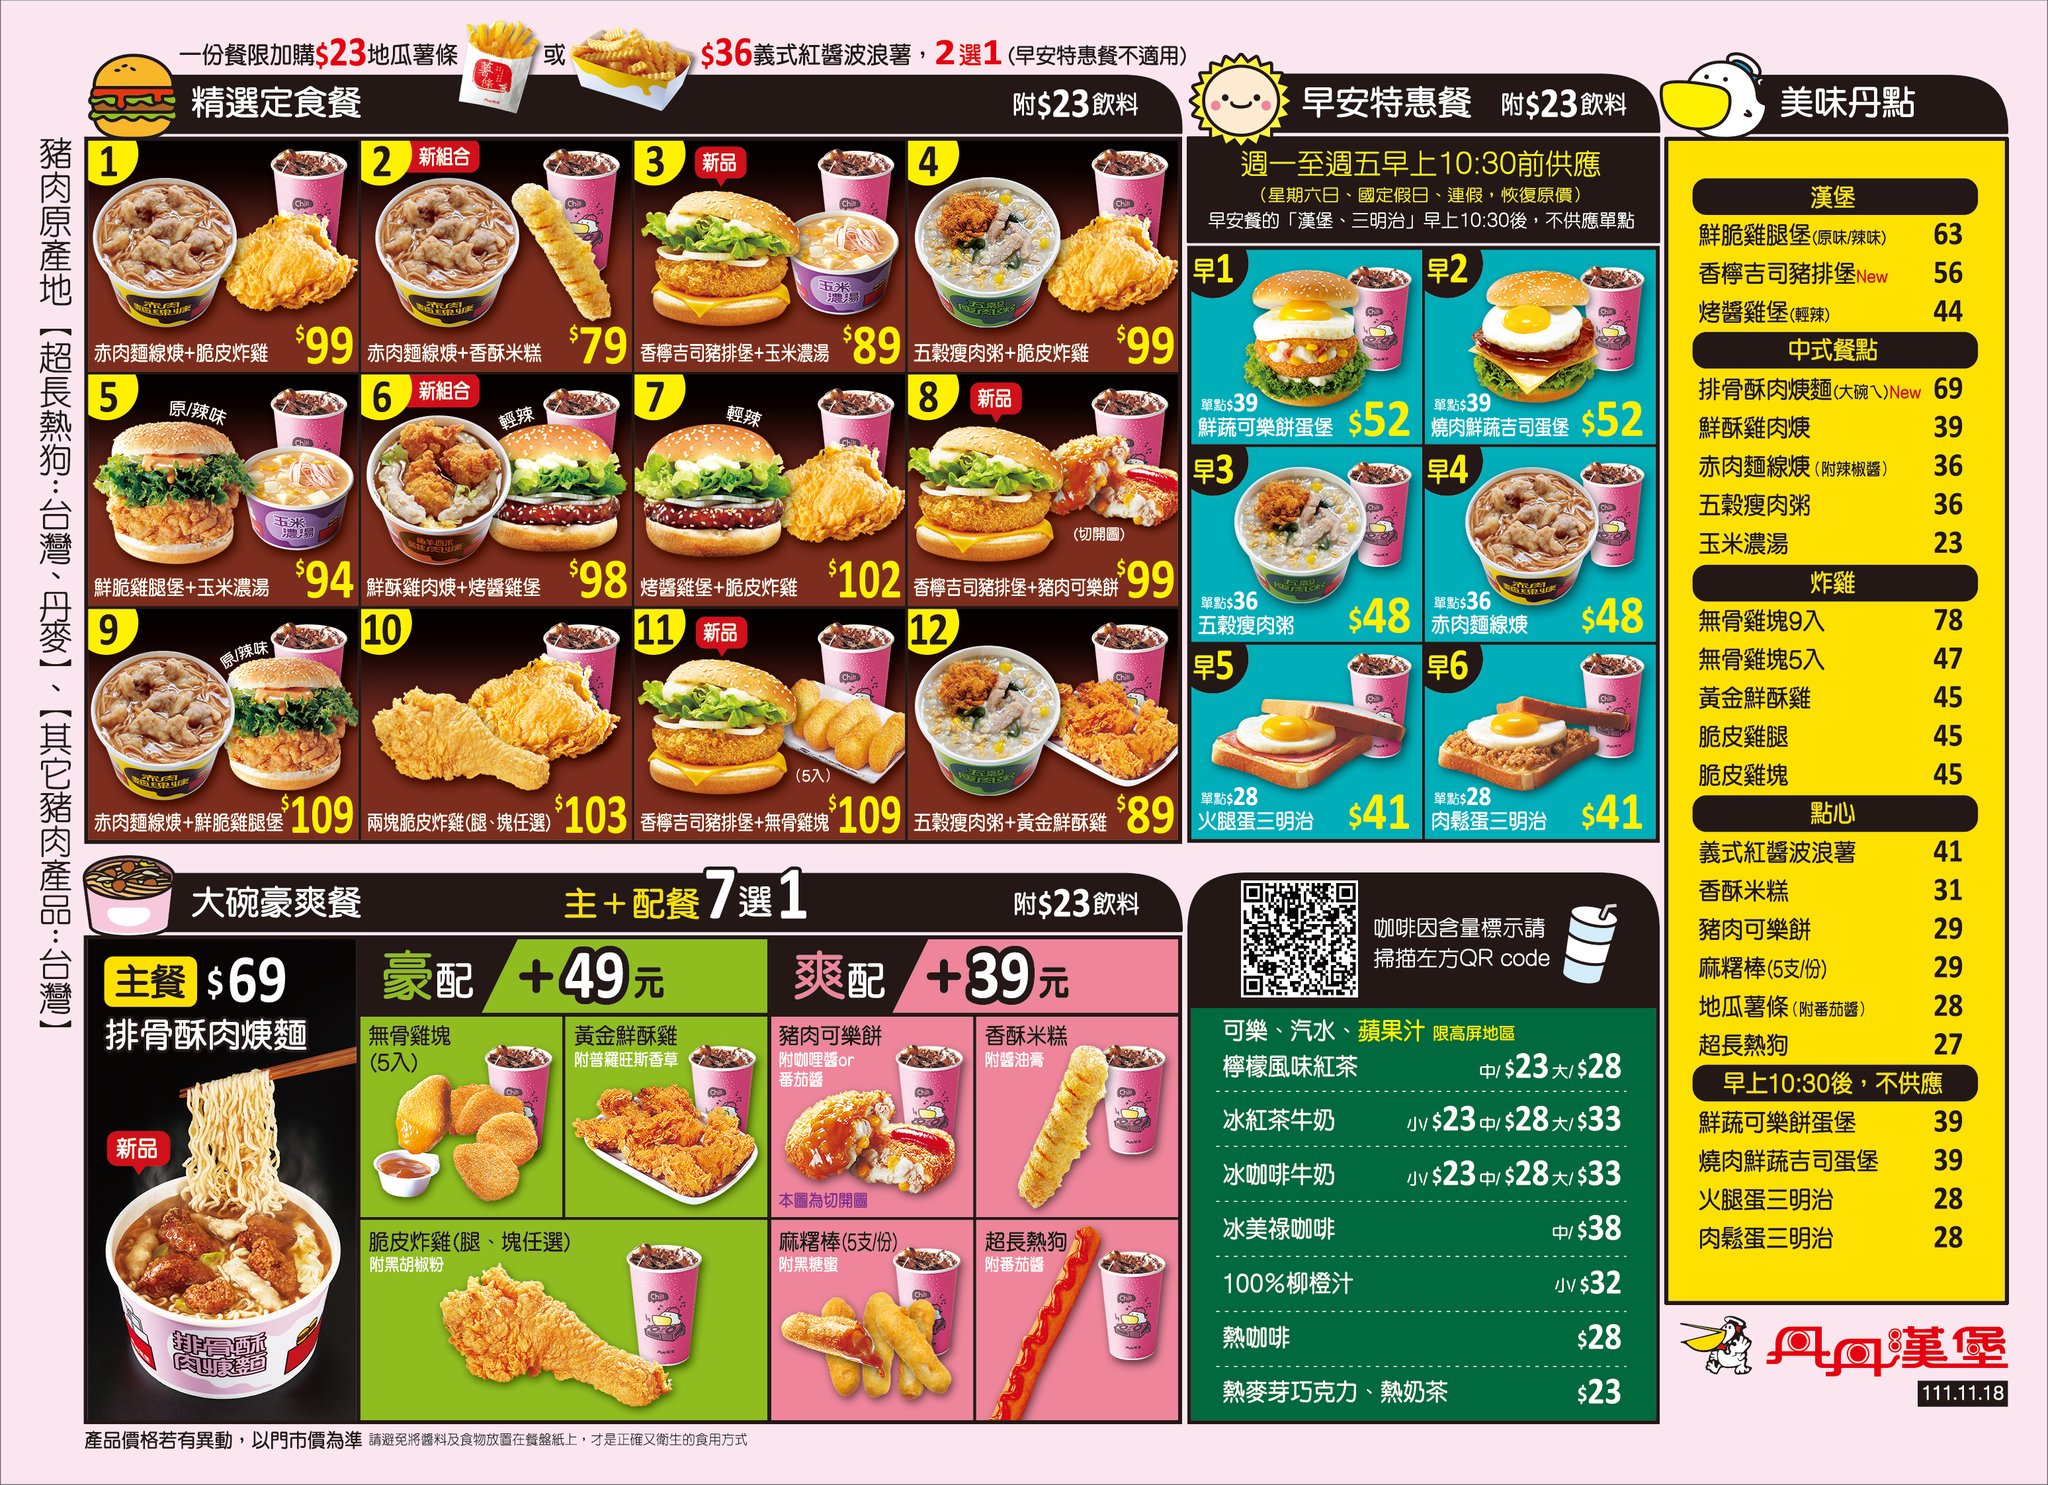 一份餐限加購$23地瓜薯條 或 $36義式紅醬波浪薯，2選1(早安特惠餐不適用)
豬肉原產地【超長熱狗:台灣、丹麥】、【其它豬肉產品:台灣】
精選定食餐 附$23飲料
1
赤肉麵線焿+脆皮炸雞 $99
2 新組合
赤肉麵線焿+香酥米糕 $79
3 新品
玉米濃湯
香檸吉司豬排堡+玉米濃湯 $89
4
五穀瘦肉粥+脆皮炸雞 $99
5 原/辣味
玉米濃湯
鮮脆雞腿堡+玉米濃湯 $94
6 新組合 輕辣
鮮酥雞肉焿+烤醬雞堡 $98
7 輕辣
烤醬雞堡+脆皮炸雞 $102
8 新品
(切開圖)
香檸吉司豬排堡+豬肉可樂餅 $99
9 原/辣味
赤肉麵線焿+鮮脆雞腿堡 $109
10
兩塊脆皮炸雞(腿、塊任選) $103
11 新品
(5入)
香檸吉司豬排堡+無骨雞塊 $109
12
五穀瘦肉粥+黃金鮮酥雞 $89
大碗豪爽餐 主+配餐7選1 附$23飲料
主餐 $69
排骨酥肉焿麵
新品
排骨酥肉焿麵
豪配 +49元
無骨雞塊
(5入)
黃金鮮酥雞
附普羅旺斯香草
脆皮炸雞(腿、塊任選)
附黑胡椒粉
爽配 +39元
豬肉可樂餅
附咖哩醬or
番茄醬
本圖為切開圖
香酥米糕
附醬油膏
麻糬棒(5支/份)
附黑糖蜜
超長熱狗
附番茄醬
產品價格若有異動，以門市價為準 請避免將醬料及食物放置在餐盤紙上，才是正確又衛生的食用方式
早安特惠餐 附$23飲料
週一至週五早上10:30前供應
(星期六日、國定假日、連假，恢復原價)
早安餐的「漢堡、三明治」早上10:30後，不供應單點
早1
單點$39
鮮蔬可樂餅蛋堡 $52
早2
單點$39
燒肉鮮蔬吉司蛋堡 $52
早3
單點$36
五穀瘦肉粥 $48
早4
單點$36
赤肉麵線焿 $48
早5
單點$28
火腿蛋三明治 $41
早6
單點$28
肉鬆蛋三明治 $41
咖啡因含量標示請
掃描左方QR code
可樂、汽水、蘋果汁 限高屏地區
檸檬風味紅茶 中/$23大/$28
冰紅茶牛奶 小/$23中/$28大/$33
冰咖啡牛奶 小/$23中/$28大/$33
冰美祿咖啡 中/$38
100%柳橙汁 小/$32
熱咖啡 $28
熱麥芽巧克力、熱奶茶 $23
美味丹點
漢堡
鮮脆雞腿堡(原味/辣味) 63
香檸吉司豬排堡New 56
烤醬雞堡(輕辣) 44
中式餐點
排骨酥肉焿麵(大碗ㄟ)New 69
鮮酥雞肉焿 39
赤肉麵線焿(附辣椒醬) 36
五穀瘦肉粥 36
玉米濃湯 23
炸雞
無骨雞塊9入 78
無骨雞塊5入 47
黃金鮮酥雞 45
脆皮雞腿 45
脆皮雞塊 45
點心
義式紅醬波浪薯 41
香酥米糕 31
豬肉可樂餅 29
麻糬棒(5支/份) 29
地瓜薯條(附番茄醬) 28
超長熱狗 27
早上10:30後，不供應
鮮蔬可樂餅蛋堡 39
燒肉鮮蔬吉司蛋堡 39
火腿蛋三明治 28
肉鬆蛋三明治 28
丹丹漢堡
111.11.18